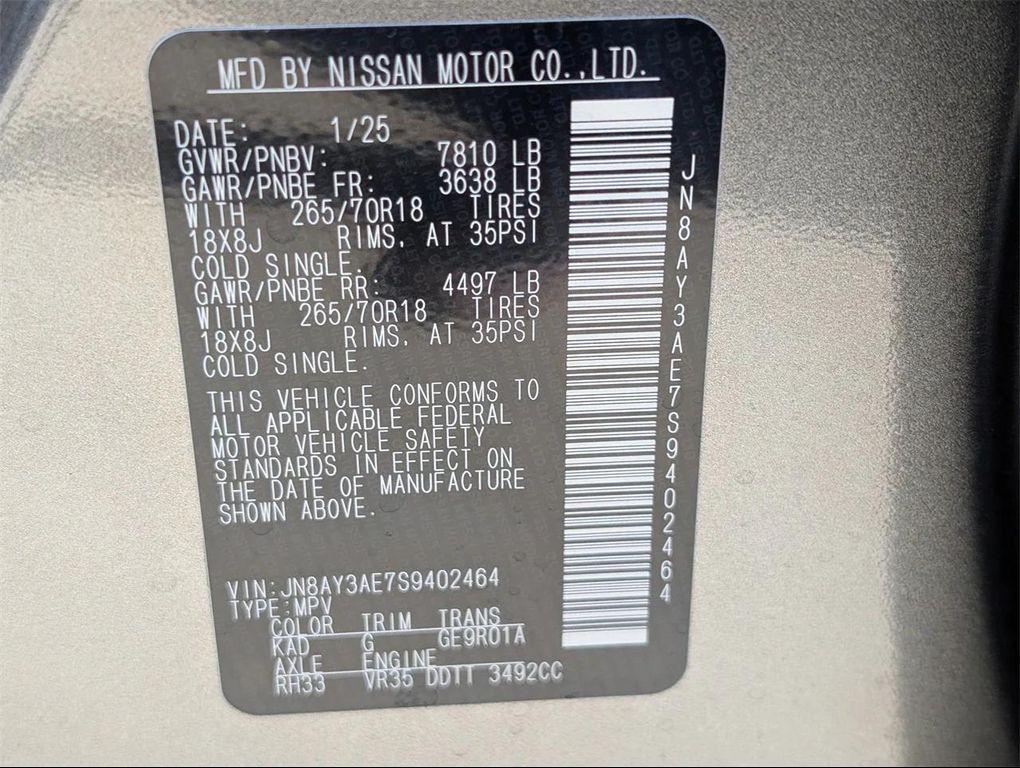 MFD BY NISSAN MOTOR CO.,LTD.
DATE: 1/25
GVWR/PNBV: 7810 LB
GAWR/PNBE FR: 3638 LB
WITH 265/70R18 TIRES
18X8J RIMS, AT 35PSI
COLD SINGLE.
GAWR/PNBE RR: 4497 LB
WITH 265/70R18 TIRES
18X8J RIMS, AT 35PSI
COLD SINGLE.
THIS VEHICLE CONFORMS TO
ALL APPLICABLE FEDERAL
MOTOR VEHICLE SAFETY
STANDARDS IN EFFECT ON
THE DATE OF MANUFACTURE
SHOWN ABOVE.
VIN:JN8AY3AE7S9402464
TYPE:MPV
COLOR TRIM TRANS
KAD G GE9R01A
AXLE ENGINE
RH33 VR35 DDTT 3492CC
JN8AY3AE7S9402464